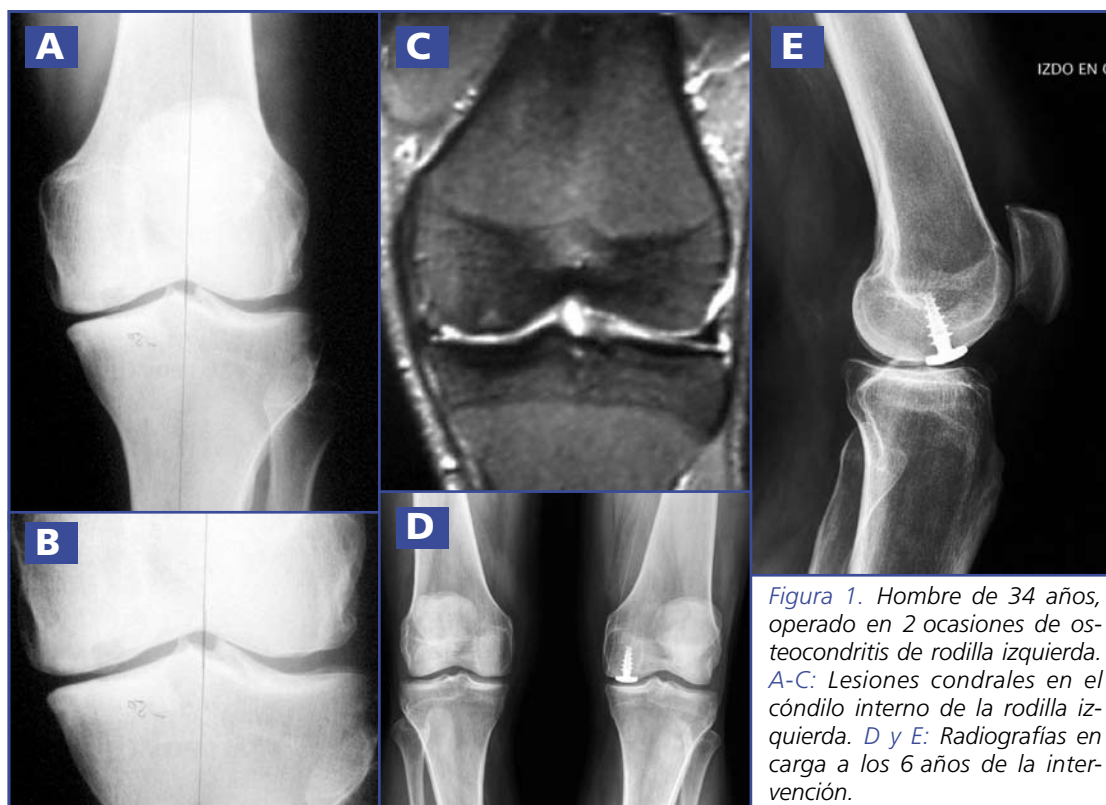 A
B
C
D
E
IZDO EN
Figura 1. Hombre de 34 años,
operado en 2 ocasiones de os-
teocondritis de rodilla izquierda.
A-C: Lesiones condrales en el
cóndilo interno de la rodilla iz-
quierda. D y E: Radiografías en
carga a los 6 años de la inter-
vención.